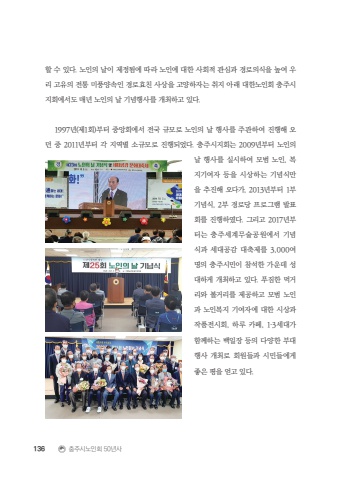 할 수 있다. 노인의 날이 제정됨에 따라 노인에 대한 사회적 관심과 경로의식을 높여 우
리 고유의 전통 미풍양속인 경로효친 사상을 고양하자는 취지 아래 대한노인회 충주시
지회에서도 매년 노인의 날 기념행사를 개최하고 있다.
1997년(제1회)부터 중앙회에서 전국 규모로 노인의 날 행사를 주관하여 진행해 오
던 중 2011년부터 각 지역별 소규모로 진행되었다. 충주시지회는 2009년부터 노인의
날 행사를 실시하여 모범 노인, 복
지기여자 등을 시상하는 기념식만
을 추진해 오다가, 2013년부터 1부
기념식, 2부 경로당 프로그램 발표
회를 진행하였다. 그리고 2017년부
터는 충주세계무술공원에서 기념
식과 세대공감 대축제를 3,000여
명의 충주시민이 참석한 가운데 성
대하게 개최하고 있다. 푸짐한 먹거
리와 볼거리를 제공하고 모범 노인
과 노인복지 기여자에 대한 시상과
작품전시회, 하루 카페, 1·3세대가
함께하는 백일장 등의 다양한 부대
행사 개최로 회원들과 시민들에게
좋은 평을 얻고 있다.
제25회 노인의 날 기념식
136 충주시노인회 50년사